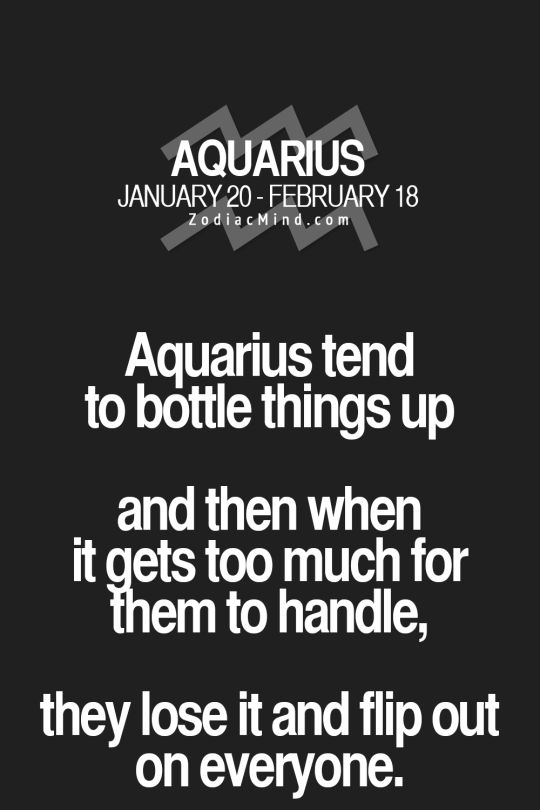 AQUARIUS
JANUARY 20 - FEBRUARY 18
ZodiacMind.com
Aquarius tend
to bottle things up
and then when
it gets too much for
them to handle,
they lose it and flip out
on everyone.